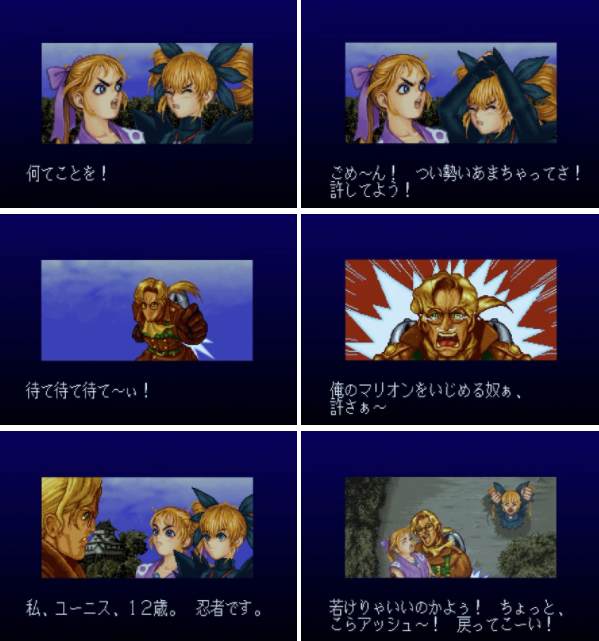 何てことを！
ごめ～ん！　つい勢いあまちゃってさ！
許してよう！
待て待て待て～ぃ！
俺のマリオンをいじめる奴ぁ、
許さぁ～
私、ユーニス、１２歳。　忍者です。
若けりゃいいのかよぅ！　ちょっと、
こらアッシュ～！　戻ってこーい！